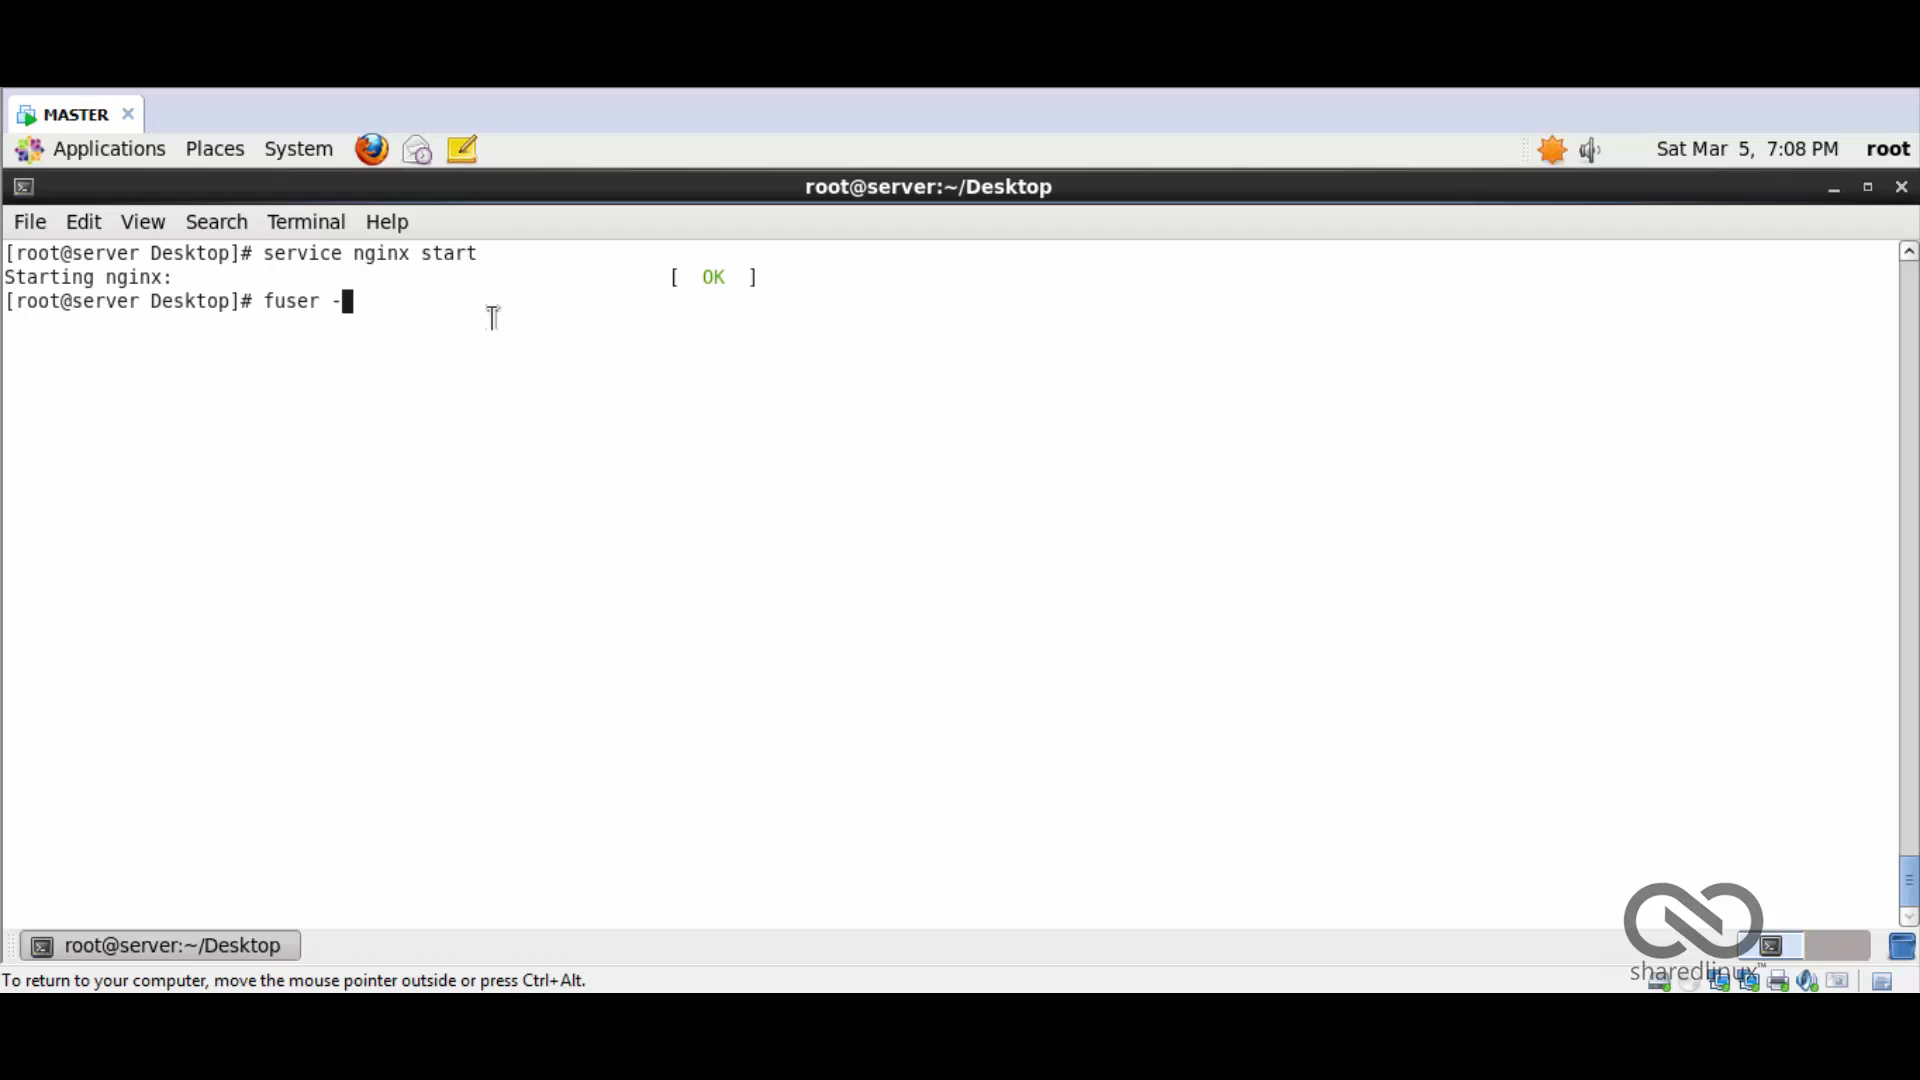 MASTER
Applications Places System Sat Mar 5, 7:08 PM root
root@server:~/Desktop
File Edit View Search Terminal Help
[root@server Desktop]# service nginx start
Starting nginx: [ OK ]
[root@server Desktop]# fuser -
root@server:~/Desktop
sharedlinux™
To return to your computer, move the mouse pointer outside or press Ctrl+Alt.